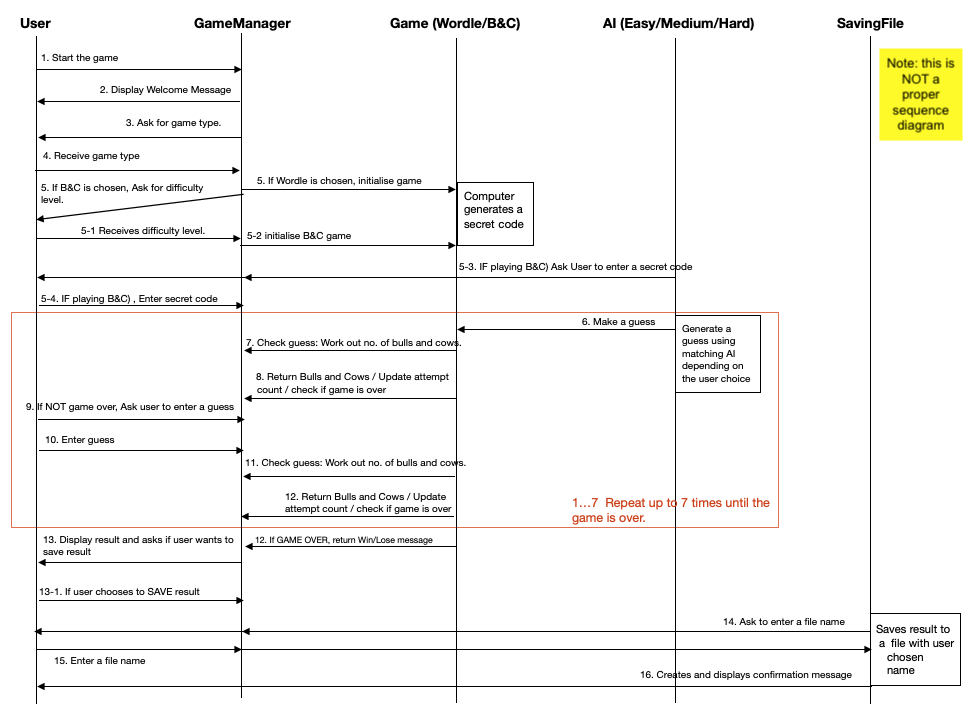 User
GameManager
Game (Wordle/B&C)
AI (Easy/Medium/Hard)
SavingFile
Note: this is
NOT a
proper
sequence
diagram
1. Start the game
2. Display Welcome Message
3. Ask for game type.
4. Receive game type
5. If B&C is chosen, Ask for difficulty
level.
5. If Wordle is chosen, initialise game
Computer
generates a
secret code
5-1 Receives difficulty level.
5-2 initialise B&C game
5-3. IF playing B&C) Ask User to enter a secret code
5-4. IF playing B&C) , Enter secret code
6. Make a guess
Generate a
guess using
matching AI
depending on
the user choice
7. Check guess: Work out no. of bulls and cows.
8. Return Bulls and Cows / Update attempt
count / check if game is over
9. If NOT game over, Ask user to enter a guess
10. Enter guess
11. Check guess: Work out no. of bulls and cows.
12. Return Bulls and Cows / Update
attempt count / check if game is over
1…7 Repeat up to 7 times until the
game is over.
13. Display result and asks if user wants to
save result
12. If GAME OVER, return Win/Lose message
13-1. If user chooses to SAVE result
14. Ask to enter a file name
Saves result to
a file with user
chosen
name
15. Enter a file name
16. Creates and displays confirmation message